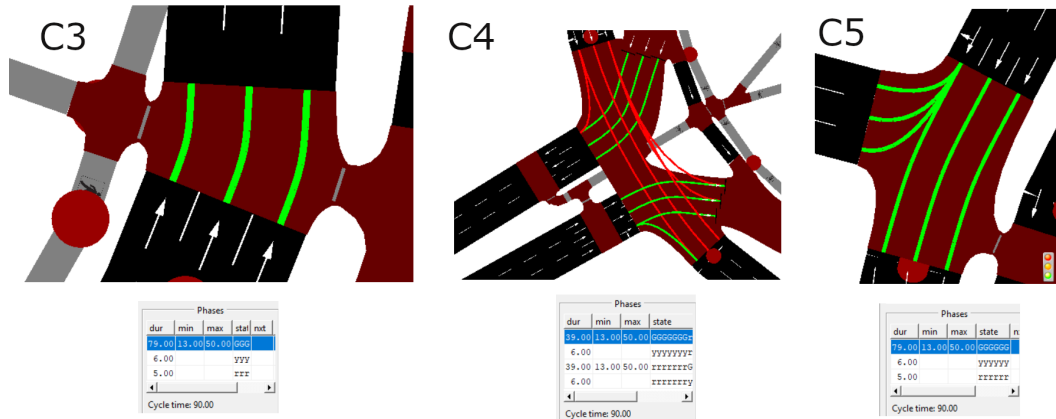 C3
C4
C5
Phases
dur min max stat nxt
79.00 13.00 50.00 GGG
6.00 yyy
5.00 rrr
Cycle time: 90.00
Phases
dur min max state
39.00 13.00 50.00 GGGGGGGr
6.00 yyyyyyyr
39.00 13.00 50.00 rrrrrrrG
6.00 rrrrrrry
Cycle time: 90.00
Phases
dur min max state
79.00 13.00 50.00 GGGGGG
6.00 yyyyyy
5.00 rrrrrr
Cycle time: 90.00